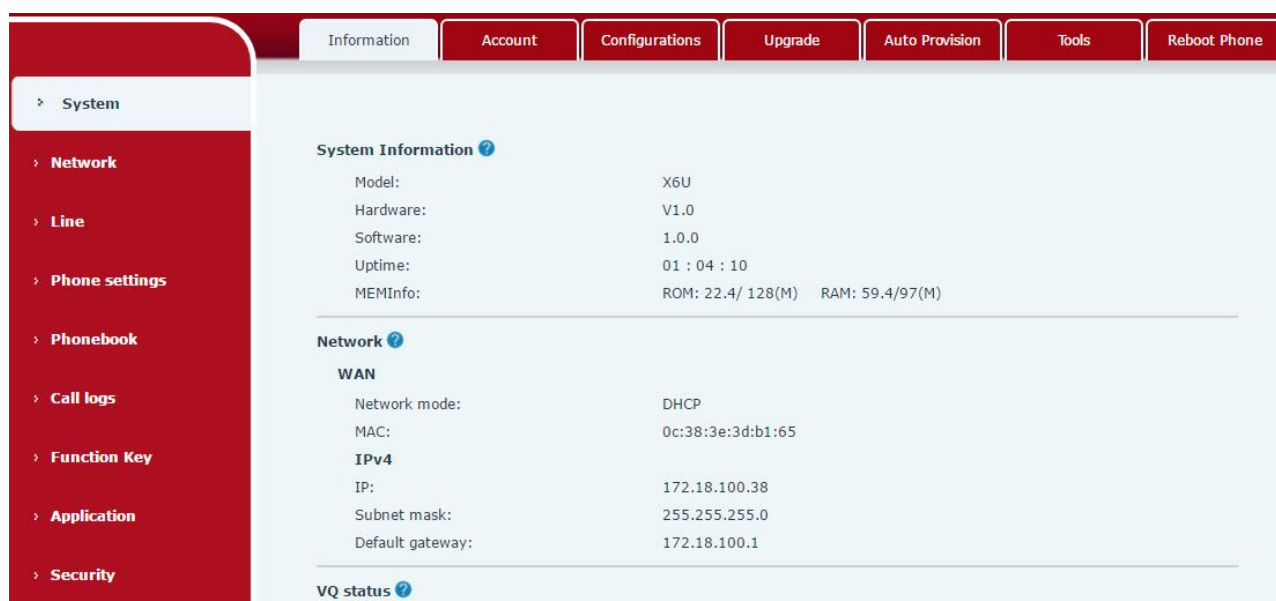 Information Account Configurations Upgrade Auto Provision Tools Reboot Phone
System
Network
Line
Phone settings
Phonebook
Call logs
Function Key
Application
Security
System Information
Model: X6U
Hardware: V1.0
Software: 1.0.0
Uptime: 01 : 04 : 10
MEMInfo: ROM: 22.4/ 128(M) RAM: 59.4/97(M)
Network
WAN
Network mode: DHCP
MAC: 0c:38:3e:3d:b1:65
IPv4
IP: 172.18.100.38
Subnet mask: 255.255.255.0
Default gateway: 172.18.100.1
VQ status